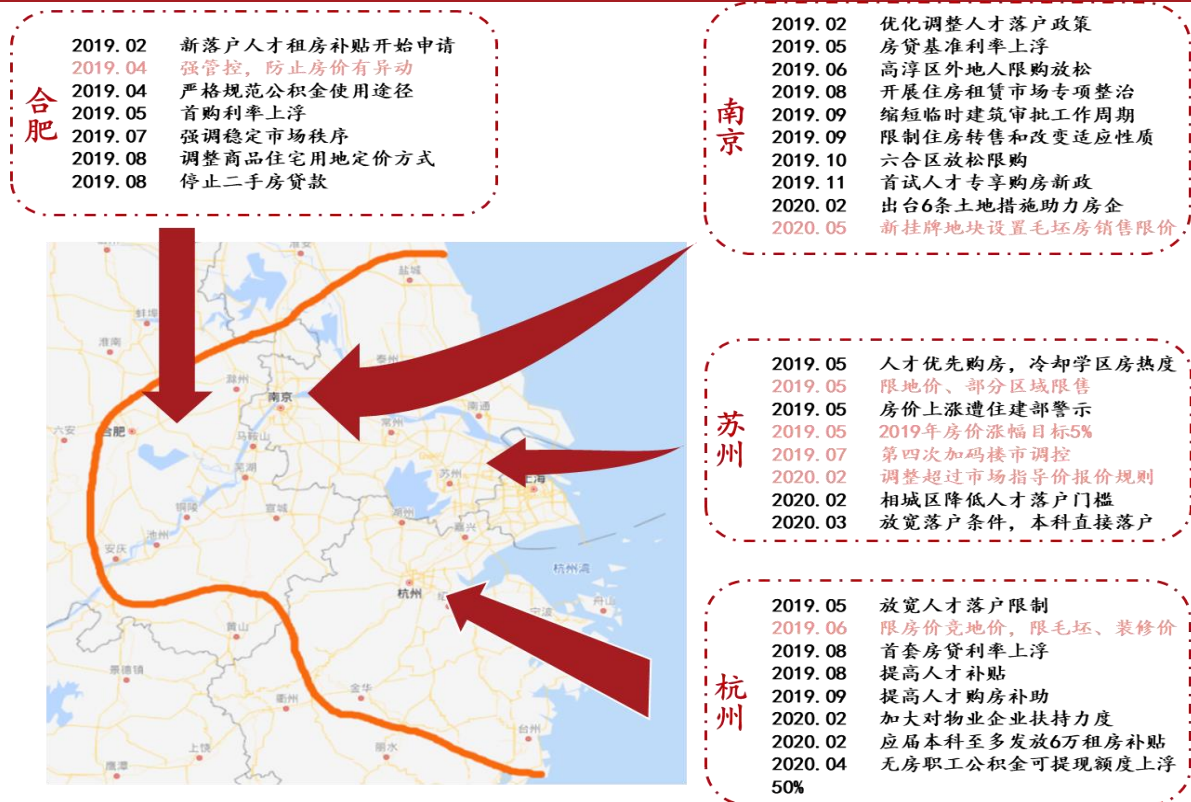 合肥
2019.02 新落户人才租房补贴开始申请
2019.04 强管控，防止房价有异动
2019.04 严格规范公积金使用途径
2019.05 首购利率上浮
2019.07 强调稳定市场秩序
2019.08 调整商品住宅用地定价方式
2019.08 停止二手房贷款
南京
2019.02 优化调整人才落户政策
2019.05 房贷基准利率上浮
2019.06 高淳区外地人限购放松
2019.08 开展住房租赁市场专项整治
2019.09 缩短临时建筑审批工作周期
2019.09 限制住房转售和改变适应性质
2019.10 六合区放松限购
2019.11 首试人才专享购房新政
2020.02 出台6条土地措施助力房企
2020.05 新挂牌地块设置毛坯房销售限价
苏州
2019.05 人才优先购房，冷却学区房热度
2019.05 限地价、部分区域限售
2019.05 房价上涨遭住建部警示
2019.05 2019年房价涨幅目标5%
2019.07 第四次加码楼市调控
2020.02 调整超过市场指导价报价规则
2020.02 相城区降低人才落户门槛
2020.03 放宽落户条件，本科直接落户
杭州
2019.05 放宽人才落户限制
2019.06 限房价竞地价，限毛坯、装修价
2019.08 首套房贷利率上浮
2019.08 提高人才补贴
2019.09 提高人才购房补助
2020.02 加大对物业企业扶持力度
2020.02 应届本科至多发放6万租房补贴
2020.04 无房职工公积金可提现额度上浮
50%
淮安
盐城
蚌埠
淮南
泰州
滁州
南京
南通
六安
合肥
常州
马鞍山
芜湖
苏州
上海
铜陵
宣城
湖州
嘉兴
池州
安庆
杭州湾
杭州
舟山
宁波
黄山
景德镇
金华
衢州
台州
上饶
丽水
鹰潭